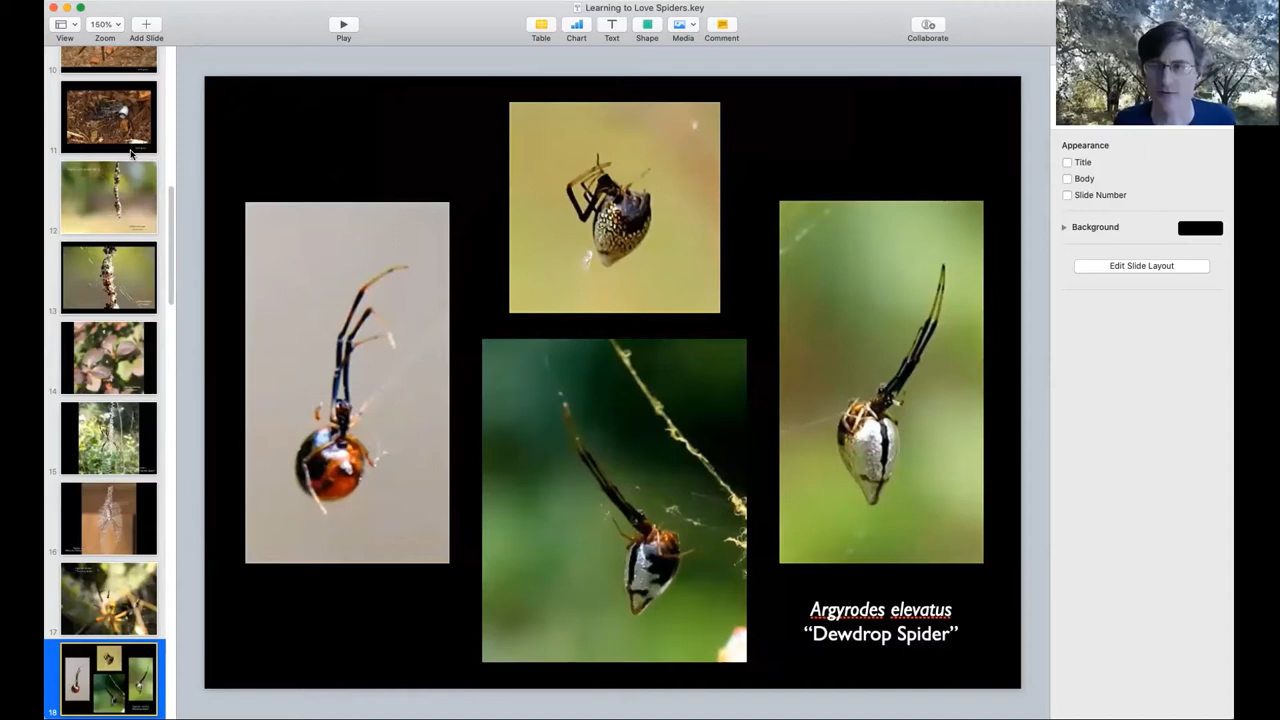 Learning to Love Spiders.key
150%
View
Zoom
Add Slide
Play
Table
Chart
Text
Shape
Media
Comment
Collaborate
10
11
12
13
14
15
16
17
18
Argyrodes elevatus
“Dewdrop Spider”
Appearance
Title
Body
Slide Number
Background
Edit Slide Layout